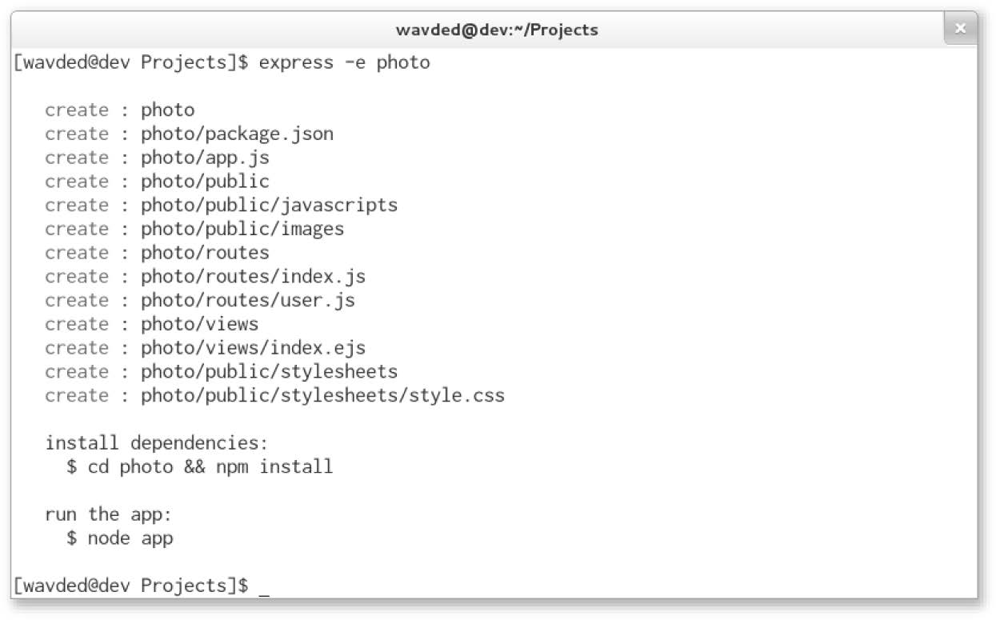 wavded@dev:~/Projects
[wavded@dev Projects]$ express -e photo
create : photo
create : photo/package.json
create : photo/app.js
create : photo/public
create : photo/public/javascripts
create : photo/public/images
create : photo/routes
create : photo/routes/index.js
create : photo/routes/user.js
create : photo/views
create : photo/views/index.ejs
create : photo/public/stylesheets
create : photo/public/stylesheets/style.css
install dependencies:
$ cd photo && npm install
run the app:
$ node app
[wavded@dev Projects]$ _